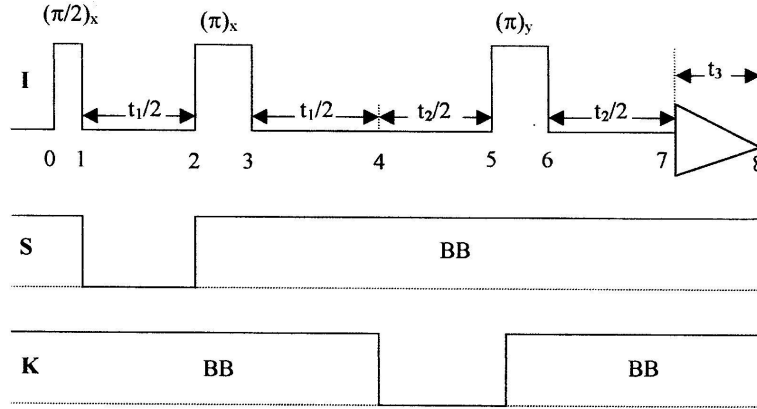 (π/2)ₓ (π)ₓ (π)ᵧ
t₃
I t₁/2 t₁/2 t₂/2 t₂/2
0 1 2 3 4 5 6 7 8
S BB
K BB BB